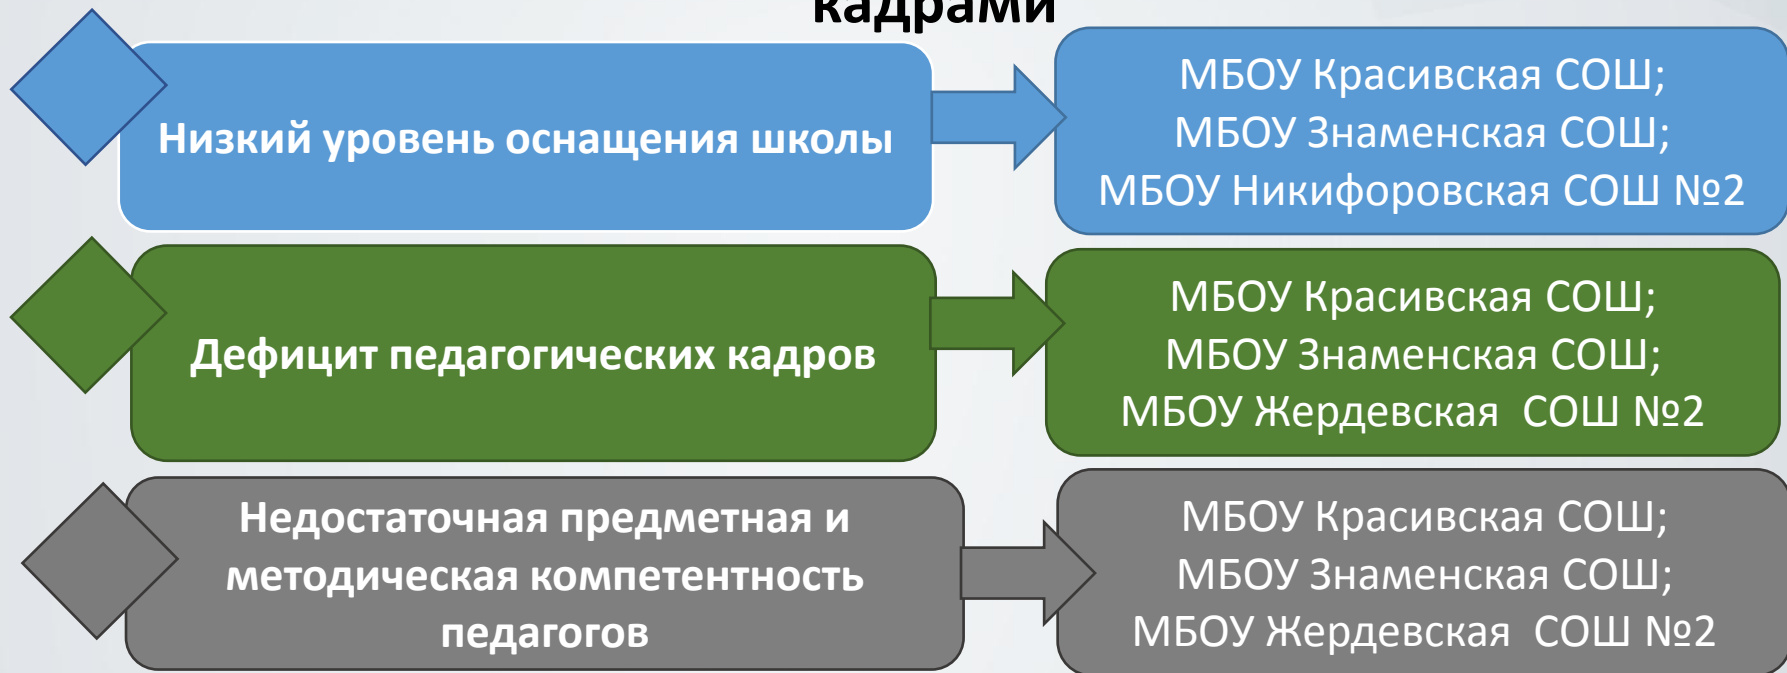 кадрами
Низкий уровень оснащения школы
МБОУ Красивская СОШ;
МБОУ Знаменская СОШ;
МБОУ Никифоровская СОШ №2
Дефицит педагогических кадров
МБОУ Красивская СОШ;
МБОУ Знаменская СОШ;
МБОУ Жердевская СОШ №2
Недостаточная предметная и
методическая компетентность
педагогов
МБОУ Красивская СОШ;
МБОУ Знаменская СОШ;
МБОУ Жердевская СОШ №2